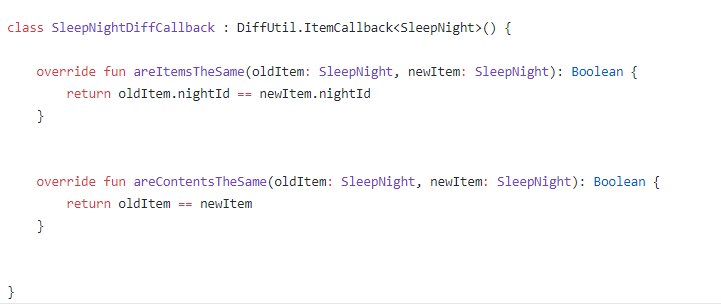 class SleepNightDiffCallback : DiffUtil.ItemCallback<SleepNight>() {
override fun areItemsTheSame(oldItem: SleepNight, newItem: SleepNight): Boolean {
return oldItem.nightId == newItem.nightId
}
override fun areContentsTheSame(oldItem: SleepNight, newItem: SleepNight): Boolean {
return oldItem == newItem
}
}